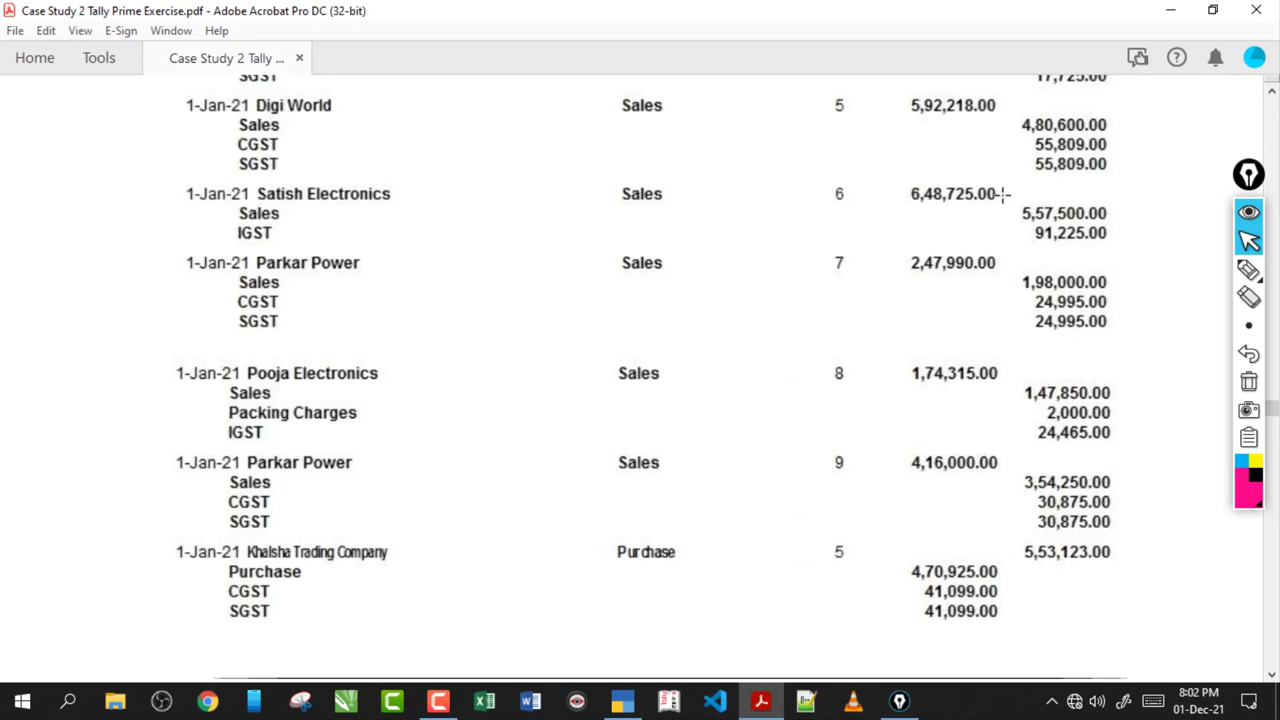 Case Study 2 Tally Prime Exercise.pdf - Adobe Acrobat Pro DC (32-bit)
File Edit View E-Sign Window Help
Home Tools Case Study 2 Tally ... ×
SGST 17,725.00
1-Jan-21 Digi World Sales 5 5,92,218.00
Sales 4,80,600.00
CGST 55,809.00
SGST 55,809.00
1-Jan-21 Satish Electronics Sales 6 6,48,725.00
Sales 5,57,500.00
IGST 91,225.00
1-Jan-21 Parkar Power Sales 7 2,47,990.00
Sales 1,98,000.00
CGST 24,995.00
SGST 24,995.00
1-Jan-21 Pooja Electronics Sales 8 1,74,315.00
Sales 1,47,850.00
Packing Charges 2,000.00
IGST 24,465.00
1-Jan-21 Parkar Power Sales 9 4,16,000.00
Sales 3,54,250.00
CGST 30,875.00
SGST 30,875.00
1-Jan-21 Khalsha Trading Company Purchase 5 5,53,123.00
Purchase 4,70,925.00
CGST 41,099.00
SGST 41,099.00
8:02 PM
01-Dec-21